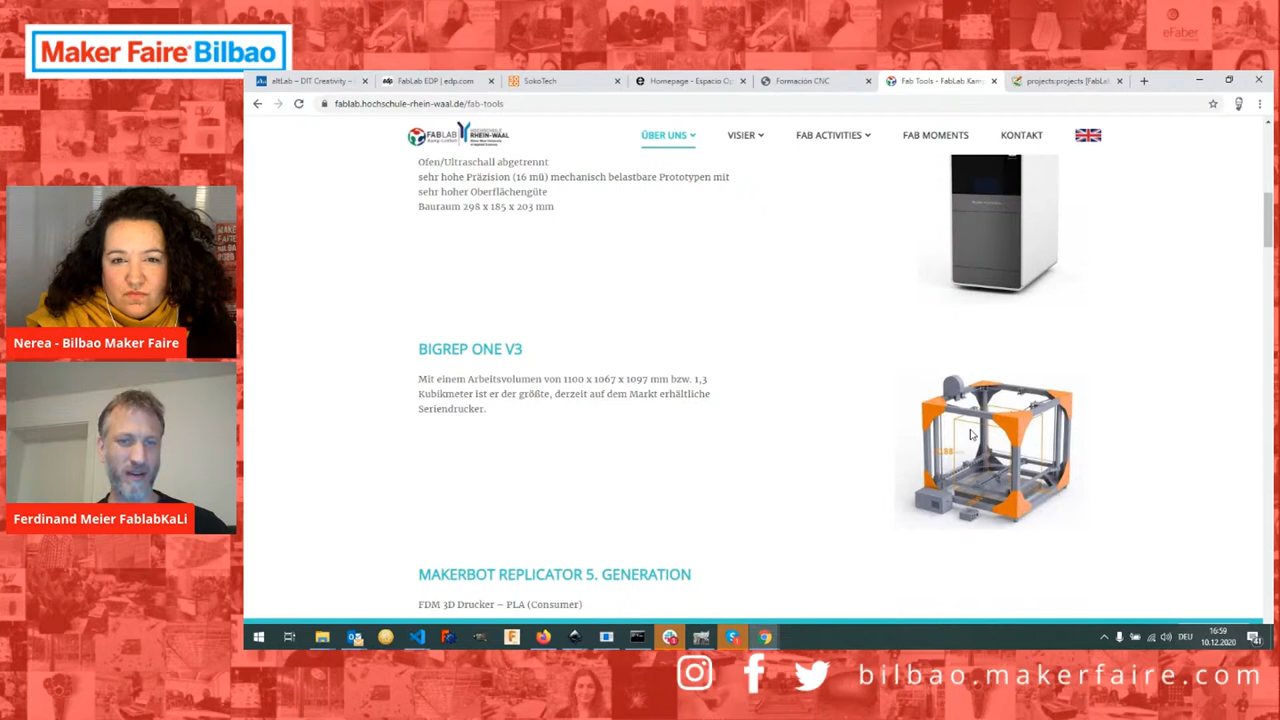 Maker Faire Bilbao
eFaber
altLab – DIT Creativity –
FabLab EDP | edp.com
SokoTech
Homepage - Espacio Op
Formación CNC
Fab Tools - FabLab Kam
projects:projects [FabLa
fablab.hochschule-rhein-waal.de/fab-tools
FABLAB
HOCHSCHULE
RHEIN-WAAL
ÜBER UNS
VISIER
FAB ACTIVITIES
FAB MOMENTS
KONTAKT
Ofen/Ultraschall abgetrennt
sehr hohe Präzision (16 mü) mechanisch belastbare Prototypen mit
sehr hoher Oberflächengüte
Bauraum 298 x 185 x 203 mm
BIGREP ONE V3
Mit einem Arbeitsvolumen von 1100 x 1067 x 1097 mm bzw. 1,3
Kubikmeter ist er der größte, derzeit auf dem Markt erhältliche
Seriendrucker.
MAKERBOT REPLICATOR 5. GENERATION
FDM 3D Drucker – PLA (Consumer)
Nerea - Bilbao Maker Faire
Ferdinand Meier FablabKaLi
DEU
16:59
10.12.2020
41
bilbao.makerfaire.com